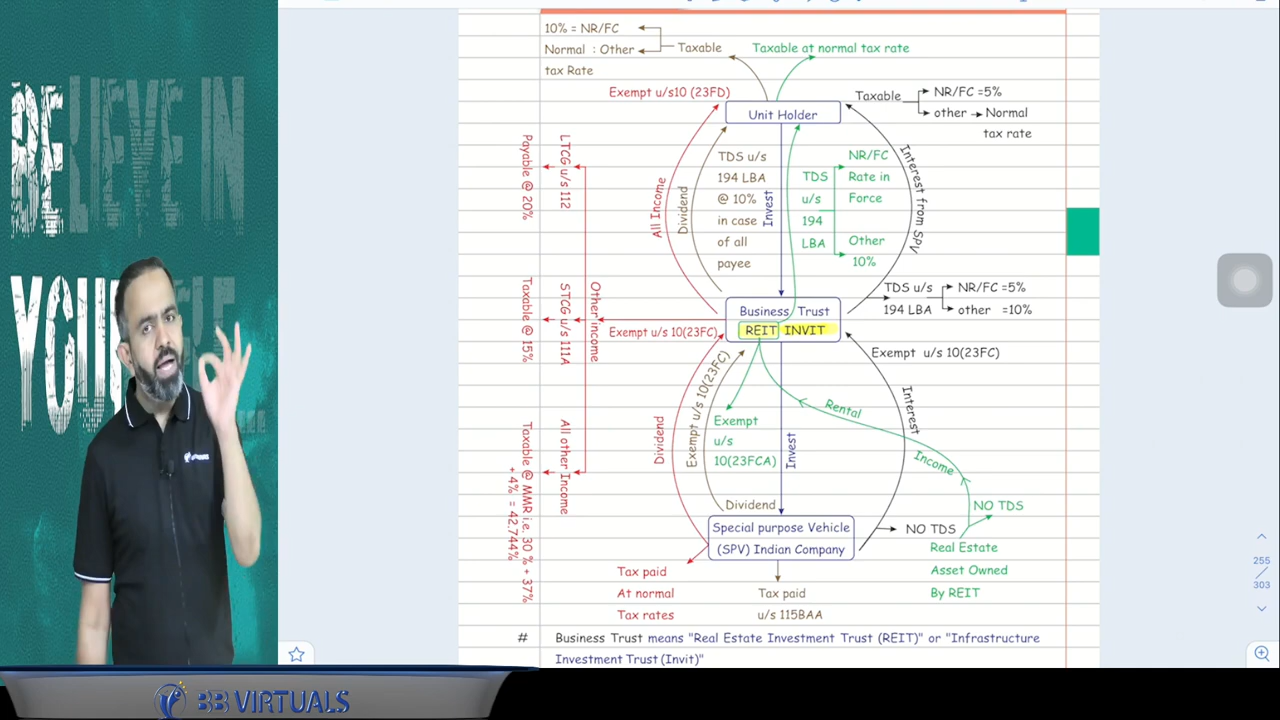 BELIEVE IN
YOU
10% = NR/FC
Normal : Other
tax Rate
Taxable
Taxable at normal tax rate
Exempt u/s10 (23FD)
Unit Holder
Taxable
NR/FC =5%
other → Normal
tax rate
LTCG u/s 112
Payable @ 20%
STCG u/s 111A
Taxable @ 15%
All other Income
Taxable @ MMR i.e. 30 % + 37%
+ 4% = 42.744%
Other income
All Income
Dividend
TDS u/s
194 LBA
@ 10%
in case
of all
payee
Invest
TDS
u/s
194
LBA
NR/FC
Rate in
Force
Other
10%
Interest from SPV
Business Trust
REIT INVIT
TDS u/s
194 LBA
NR/FC =5%
other =10%
Exempt u/s 10(23FC)
Exempt u/s 10(23FC)
Dividend
Exempt u/s 10(23FC)
Exempt
u/s
10(23FCA)
Invest
Rental
Income
Interest
Dividend
Special purpose Vehicle
(SPV) Indian Company
NO TDS
NO TDS
Real Estate
Asset Owned
By REIT
Tax paid
At normal
Tax rates
Tax paid
u/s 115BAA
# Business Trust means "Real Estate Investment Trust (REIT)" or "Infrastructure
Investment Trust (Invit)"
255
303
BB VIRTUALS